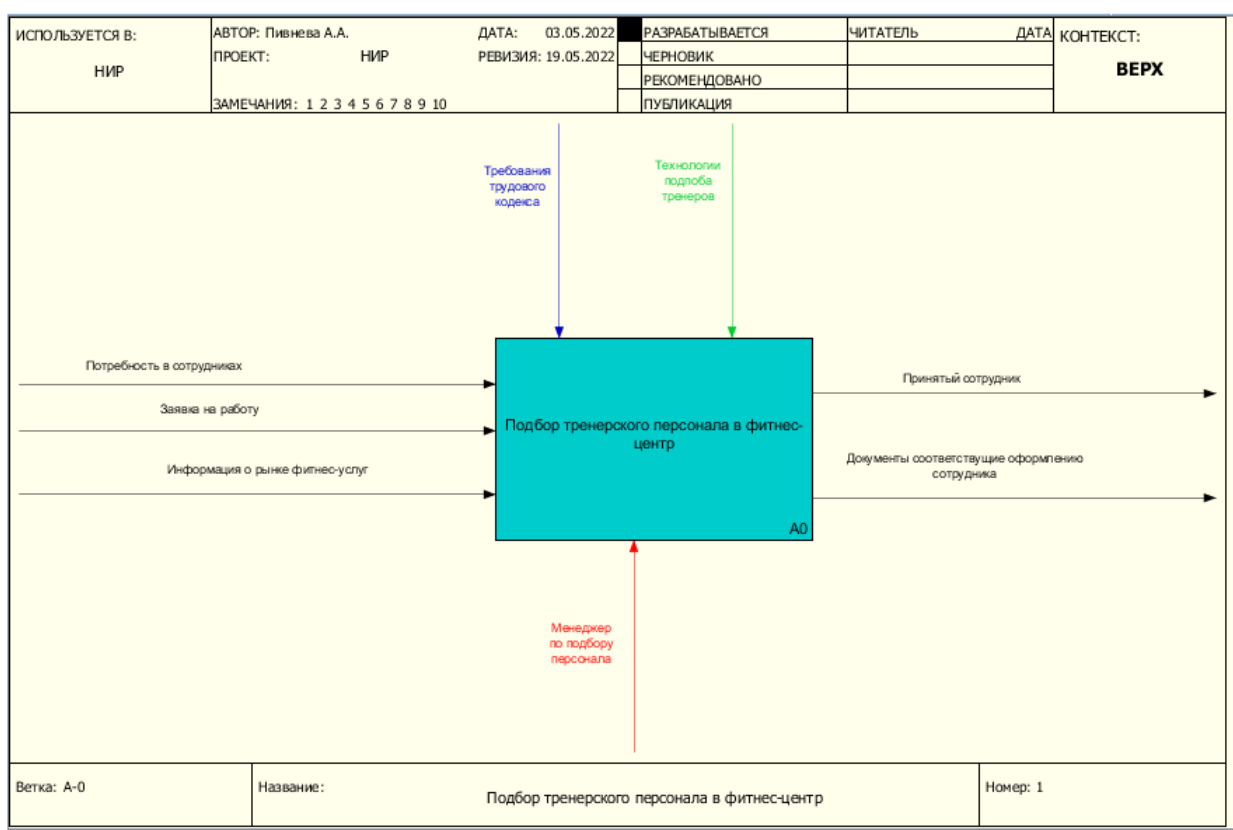 ИСПОЛЬЗУЕТСЯ В:
НИР
АВТОР: Пивнева А.А.
ДАТА: 03.05.2022
ПРОЕКТ: НИР
РЕВИЗИЯ: 19.05.2022
ЗАМЕЧАНИЯ: 1 2 3 4 5 6 7 8 9 10
РАЗРАБАТЫВАЕТСЯ
ЧЕРНОВИК
РЕКОМЕНДОВАНО
ПУБЛИКАЦИЯ
ЧИТАТЕЛЬ ДАТА
КОНТЕКСТ:
ВЕРХ
Требования
трудового
кодекса
Технологии
подпоба
тренеров
Потребность в сотрудниках
Заявка на работу
Информация о рынке фитнес-услуг
Подбор тренерского персонала в фитнес-
центр
A0
Принятый сотрудник
Документы соответствущие оформлению
сотрудника
Менеджер
по подбору
персонала
Ветка: A-0
Название:
Подбор тренерского персонала в фитнес-центр
Номер: 1